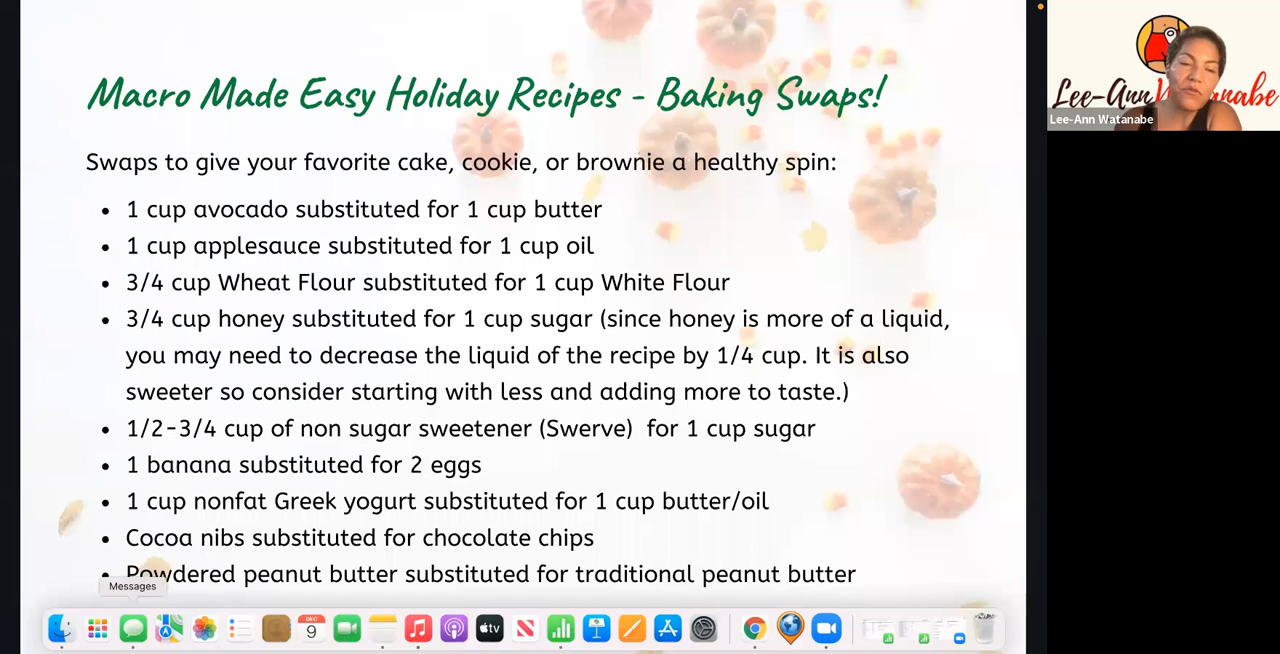 Macro Made Easy Holiday Recipes - Baking Swaps!
Swaps to give your favorite cake, cookie, or brownie a healthy spin:
• 1 cup avocado substituted for 1 cup butter
• 1 cup applesauce substituted for 1 cup oil
• 3/4 cup Wheat Flour substituted for 1 cup White Flour
• 3/4 cup honey substituted for 1 cup sugar (since honey is more of a liquid,
you may need to decrease the liquid of the recipe by 1/4 cup. It is also
sweeter so consider starting with less and adding more to taste.)
• 1/2-3/4 cup of non sugar sweetener (Swerve)  for 1 cup sugar
• 1 banana substituted for 2 eggs
• 1 cup nonfat Greek yogurt substituted for 1 cup butter/oil
• Cocoa nibs substituted for chocolate chips
• Powdered peanut butter substituted for traditional peanut butter
Messages
DEC
9
tv
Lee-Ann
Lee-Ann Watanabe